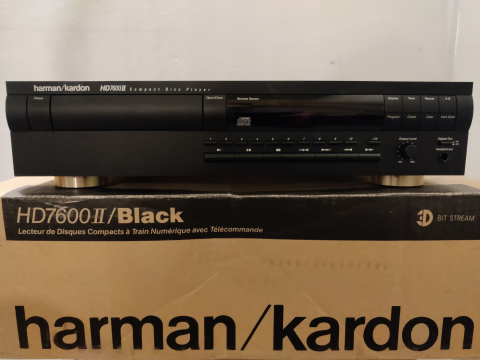 harman/kardon HD7600II Compact Disc Player
Power Open/Close Remote Sensor Display Time Repeat A-B
Program Check Clear Intro Scan
1 2 3 4 5 6 7 8 9 10 +10
Output Level Digital Out
Headphones
HD7600II/Black
Lecteur de Disques Compacts à Train Numérique avec Télécommande
3D BIT STREAM
harman/kardon